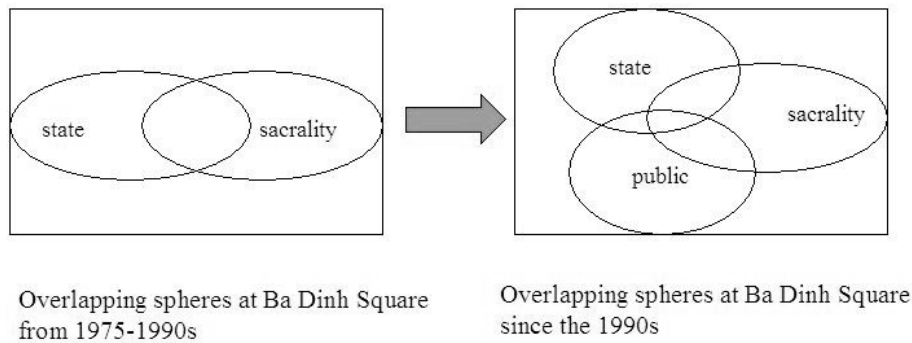 state
sacrality
state
sacrality
public
Overlapping spheres at Ba Dinh Square
from 1975-1990s
Overlapping spheres at Ba Dinh Square
since the 1990s